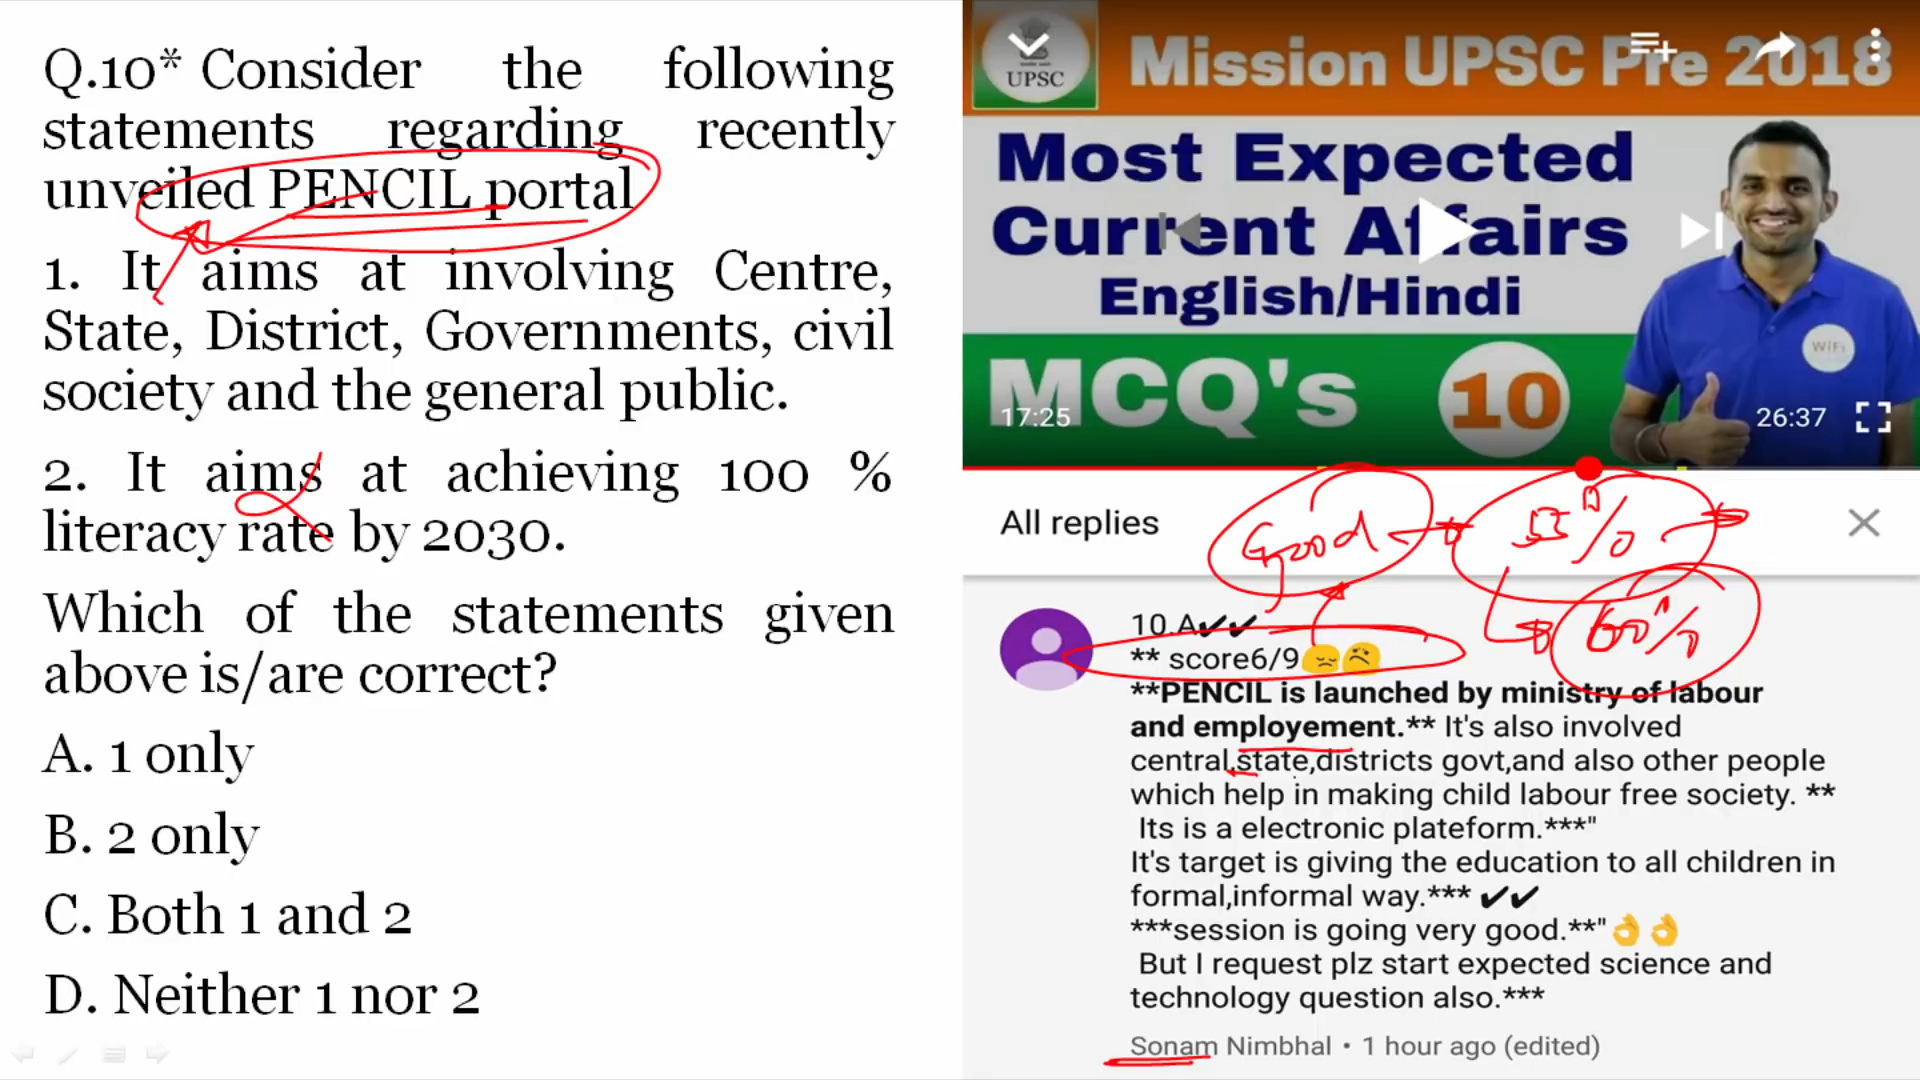 Q.10* Consider the following
statements regarding recently
unveiled PENCIL portal
1. It aims at involving Centre,
State, District, Governments, civil
society and the general public.
2. It aims at achieving 100 %
literacy rate by 2030.
Which of the statements given
above is/are correct?
A. 1 only
B. 2 only
C. Both 1 and 2
D. Neither 1 nor 2
UPSC
Mission UPSC Pre 2018
Most Expected
Current Affairs
English/Hindi
MCQ's 10
WiFi
17:25
26:37
All replies
Good
55%
60%
10.A✔✔
** score6/9😔😟
**PENCIL is launched by ministry of labour
and employement.** It's also involved
central,state,districts govt,and also other people
which help in making child labour free society. **
Its is a electronic plateform.***"
It's target is giving the education to all children in
formal,informal way.*** ✔✔
***session is going very good.**"👌👌
But I request plz start expected science and
technology question also.***
Sonam Nimbhal • 1 hour ago (edited)